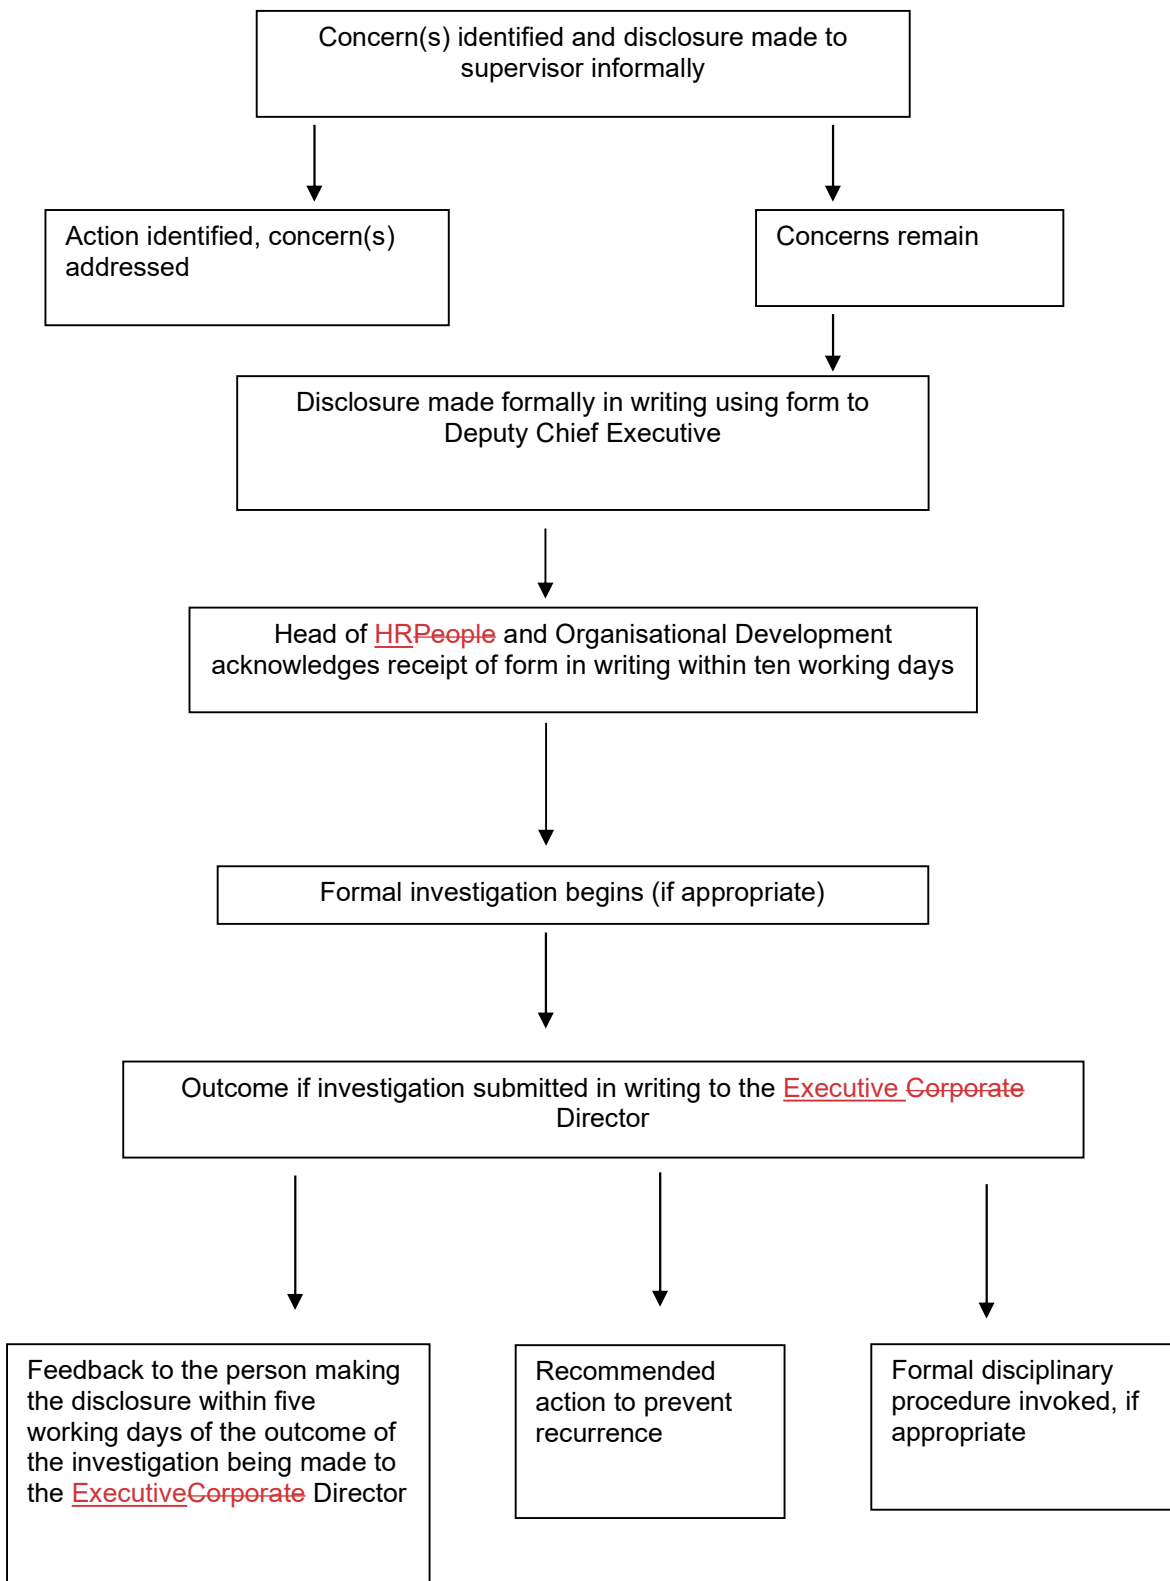 Concern(s) identified and disclosure made to
supervisor informally
Action identified, concern(s)
addressed
Concerns remain
Disclosure made formally in writing using form to
Deputy Chief Executive
Head of HRPeople and Organisational Development
acknowledges receipt of form in writing within ten working days
Formal investigation begins (if appropriate)
Outcome if investigation submitted in writing to the Executive Corporate
Director
Feedback to the person making
the disclosure within five
working days of the outcome of
the investigation being made to
the ExecutiveCorporate Director
Recommended
action to prevent
recurrence
Formal disciplinary
procedure invoked, if
appropriate